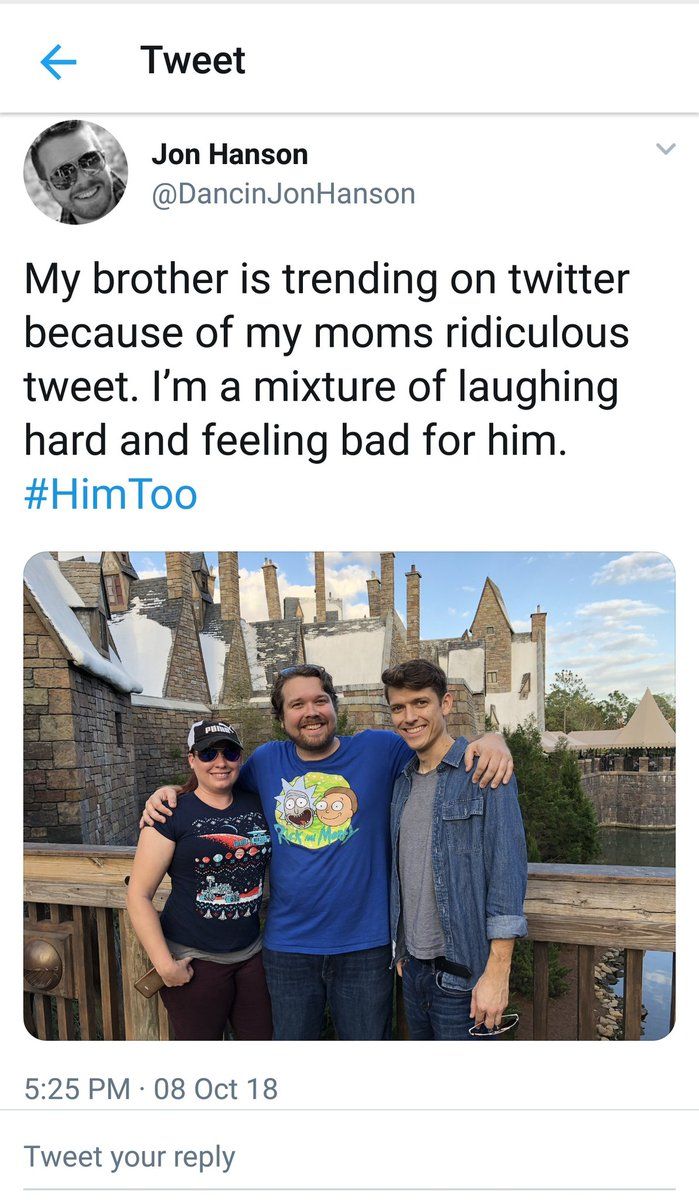 Tweet
Jon Hanson
@DancinJonHanson
My brother is trending on twitter
because of my moms ridiculous
tweet. I’m a mixture of laughing
hard and feeling bad for him.
#HimToo
Rick and Morty
5:25 PM · 08 Oct 18
Tweet your reply